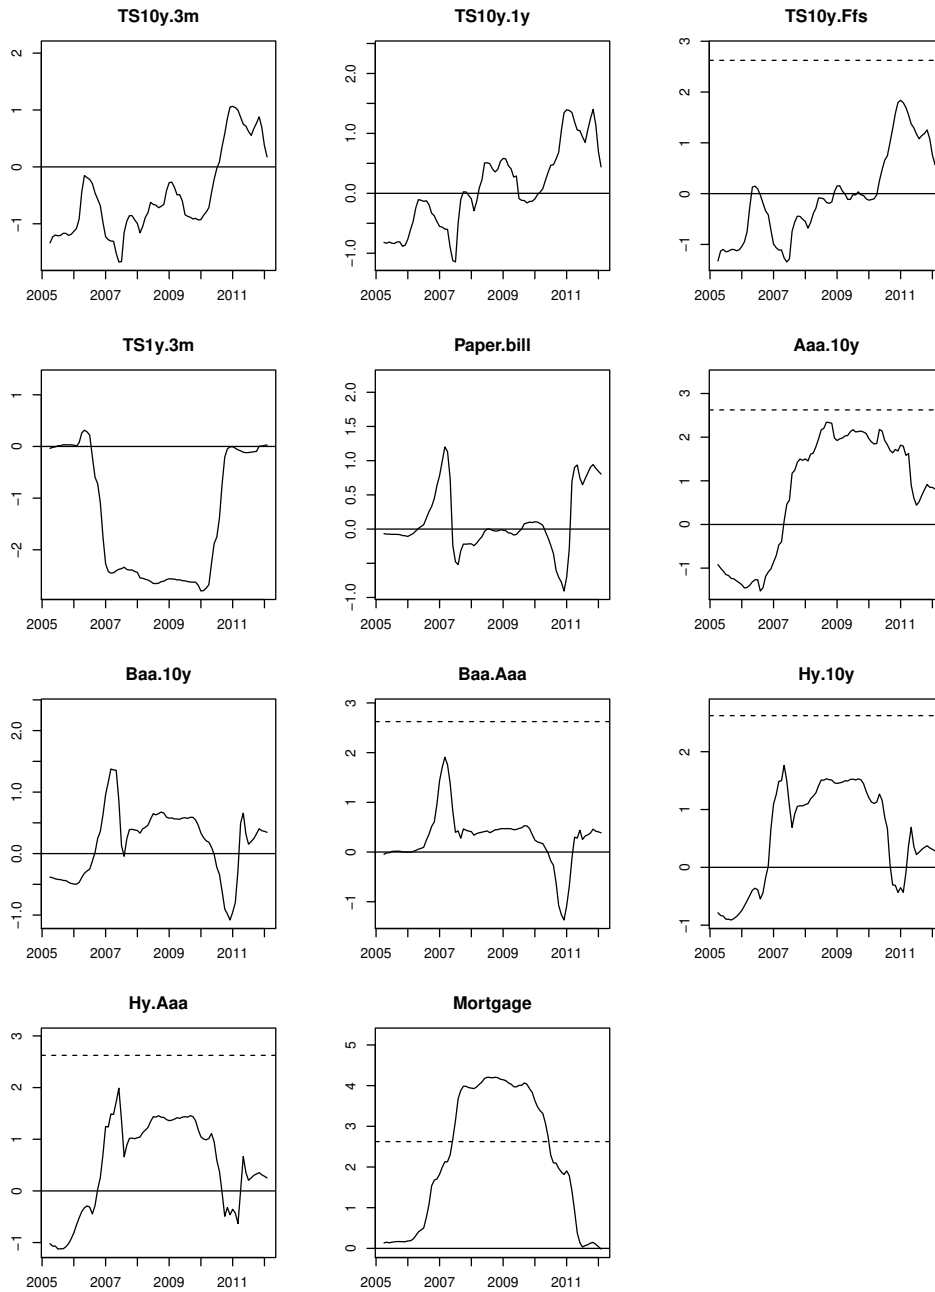 TS10y.3m TS10y.1y TS10y.Ffs
2 1 0 −1
2.0 1.0 0.0 −1.0
3 2 1 0 −1
2005 2007 2009 2011 2005 2007 2009 2011 2005 2007 2009 2011
TS1y.3m Paper.bill Aaa.10y
1 0 −1 −2
2.0 1.0 0.5 0.0 −1.0
3 2 1 0 −1
2005 2007 2009 2011 2005 2007 2009 2011 2005 2007 2009 2011
Baa.10y Baa.Aaa Hy.10y
2.0 1.0 0.0 −1.0
3 2 1 0 −1
2 1 0 −1
2005 2007 2009 2011 2005 2007 2009 2011 2005 2007 2009 2011
Hy.Aaa Mortgage
3 2 1 0 −1
5 4 3 2 1 0
2005 2007 2009 2011 2005 2007 2009 2011